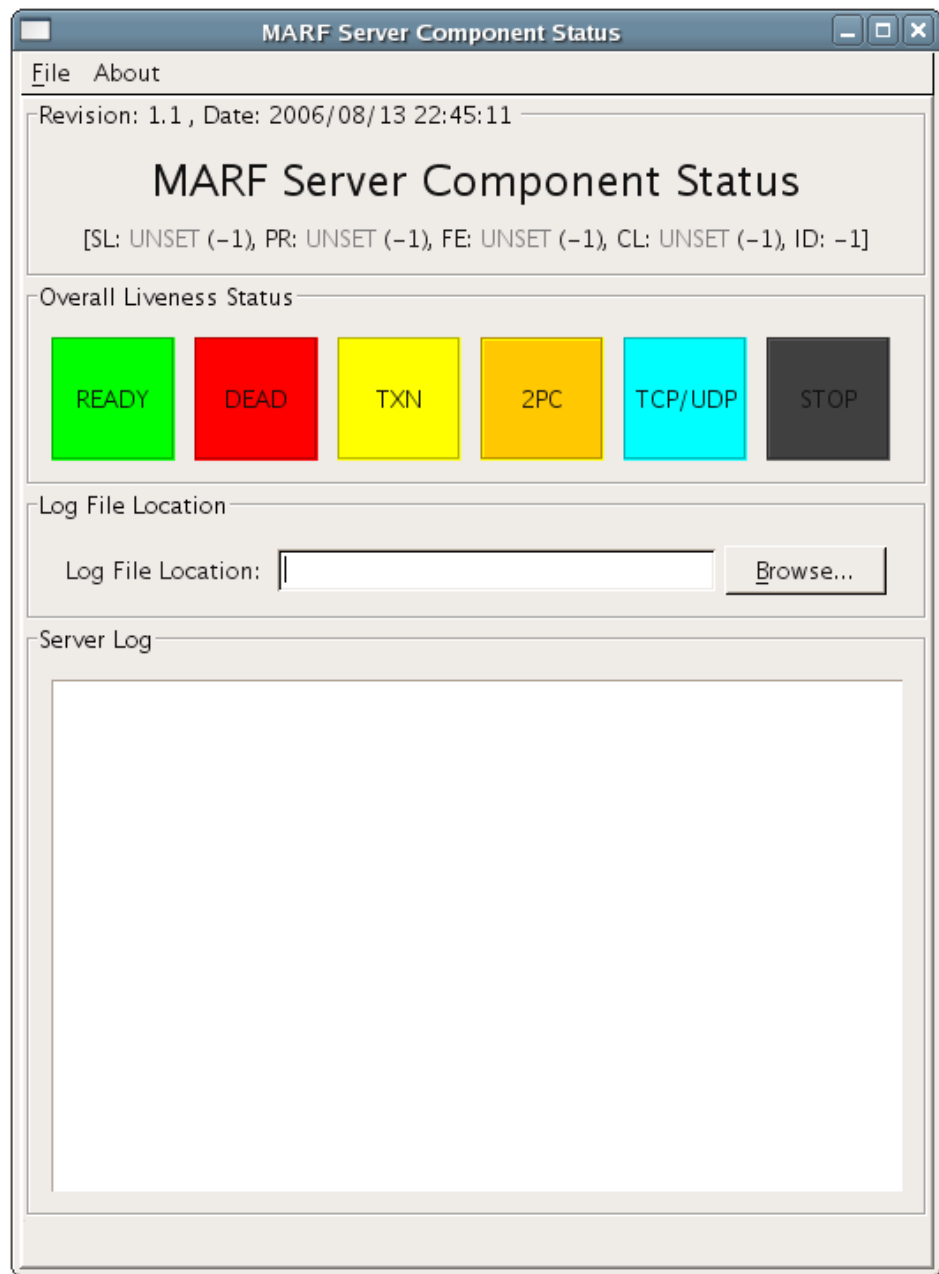 MARF Server Component Status
File About
Revision: 1.1 , Date: 2006/08/13 22:45:11
MARF Server Component Status
[SL: UNSET (−1), PR: UNSET (−1), FE: UNSET (−1), CL: UNSET (−1), ID: −1]
Overall Liveness Status
READY DEAD TXN 2PC TCP/UDP STOP
Log File Location
Log File Location: Browse...
Server Log